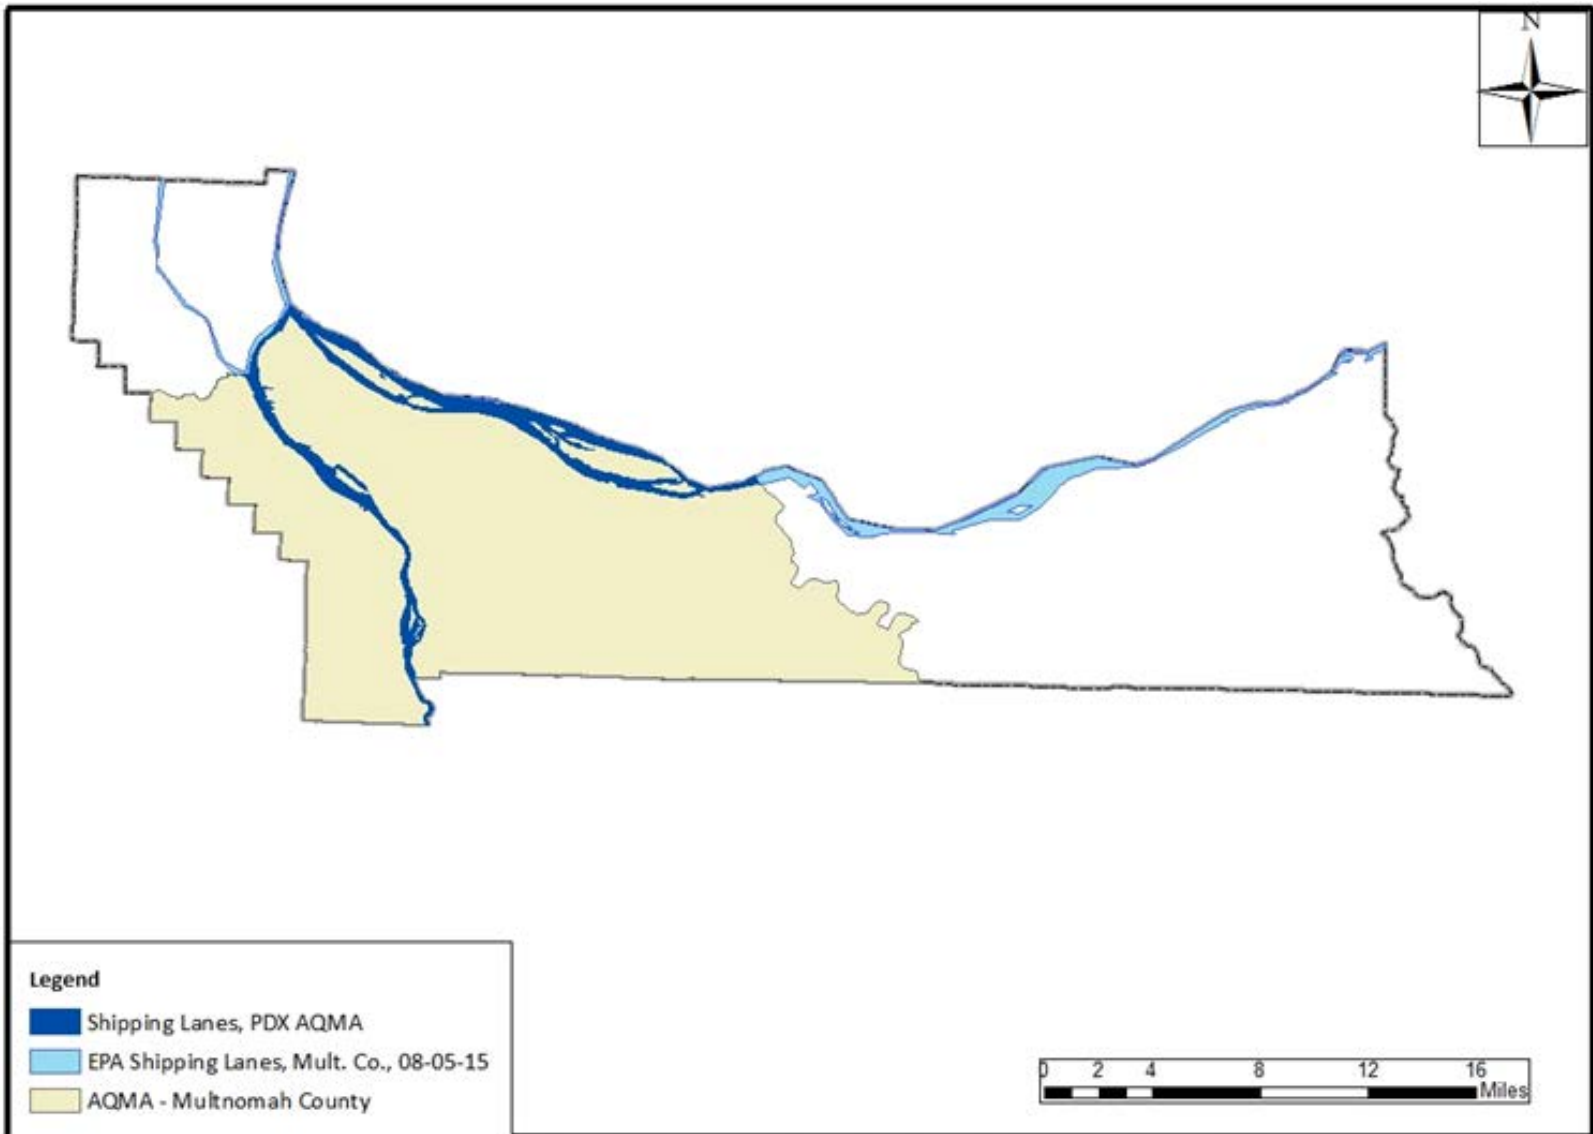 N
Legend
Shipping Lanes, PDX AQMA
EPA Shipping Lanes, Mult. Co., 08-05-15
AQMA - Multnomah County
0 2 4 8 12 16
Miles